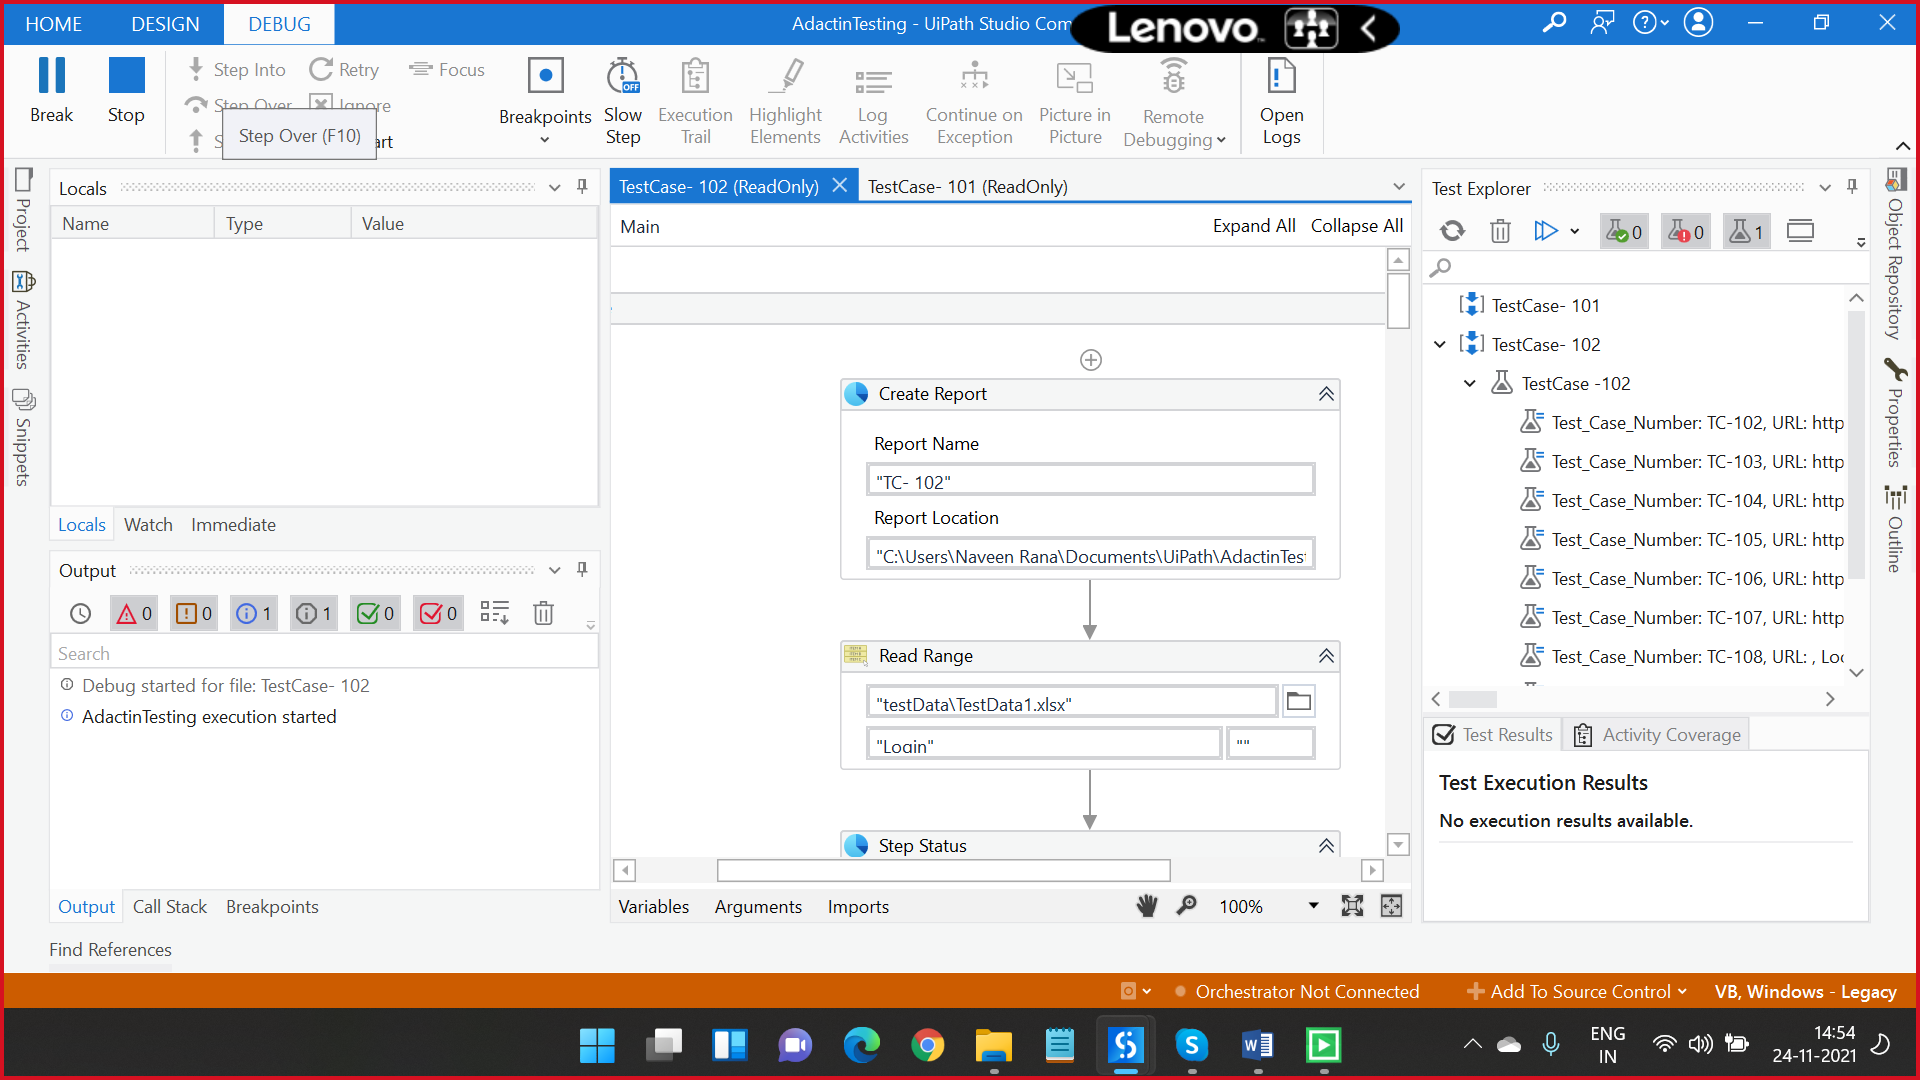 HOME DESIGN DEBUG
AdactinTesting - UiPath Studio Com
Lenovo
Break
Stop
Step Into
Retry
Focus
Step Over
Ignore
Step Over (F10)
Breakpoints
Slow Step
Execution Trail
Highlight Elements
Log Activities
Continue on Exception
Picture in Picture
Remote Debugging
Open Logs
Project
Activities
Snippets
Locals
Name Type Value
Locals Watch Immediate
Output
0 0 1 1 0 0
Search
Debug started for file: TestCase- 102
AdactinTesting execution started
Output Call Stack Breakpoints
Find References
TestCase- 102 (ReadOnly)
TestCase- 101 (ReadOnly)
Main
Expand All Collapse All
Create Report
Report Name
"TC- 102"
Report Location
"C:\Users\Naveen Rana\Documents\UiPath\AdactinTes
Read Range
"testData\TestData1.xlsx"
"Login" ""
Step Status
Variables Arguments Imports
100%
Test Explorer
0 0 1
TestCase- 101
TestCase- 102
TestCase -102
Test_Case_Number: TC-102, URL: http
Test_Case_Number: TC-103, URL: http
Test_Case_Number: TC-104, URL: http
Test_Case_Number: TC-105, URL: http
Test_Case_Number: TC-106, URL: http
Test_Case_Number: TC-107, URL: http
Test_Case_Number: TC-108, URL: , Lo
Test Results
Activity Coverage
Test Execution Results
No execution results available.
Object Repository
Properties
Outline
Orchestrator Not Connected
Add To Source Control
VB, Windows - Legacy
ENG
IN
14:54
24-11-2021